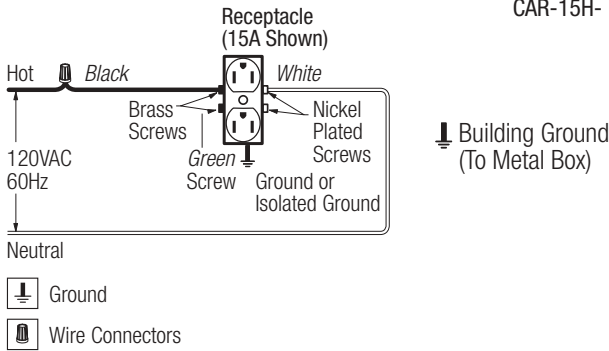 CAR-15H-
Receptacle
(15A Shown)
Hot
Black
White
Brass
Screws
Nickel
Plated
Screws
Green
Screw
Ground or
Isolated Ground
120VAC
60Hz
Neutral
Building Ground
(To Metal Box)
Ground
Wire Connectors